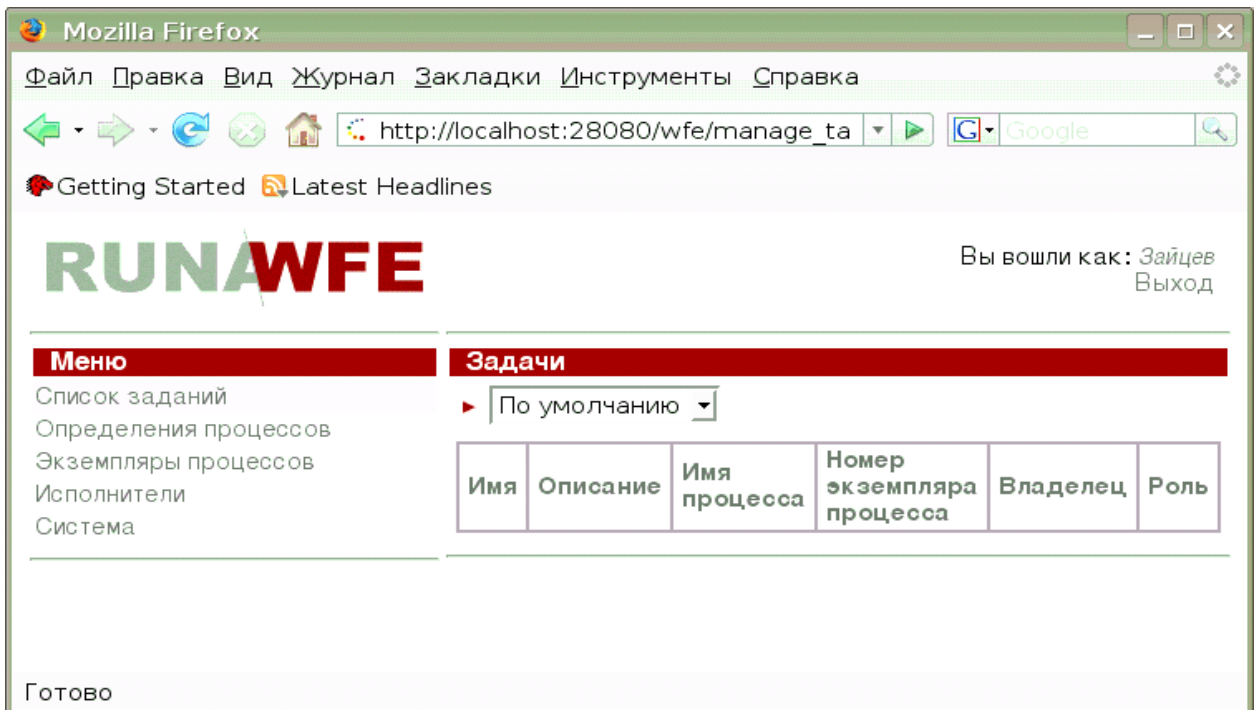 Mozilla Firefox
Файл Правка Вид Журнал Закладки Инструменты Справка
http://localhost:28080/wfe/manage_ta
G Google
Getting Started Latest Headlines
RUNAWFE
Вы вошли как: Зайцев
Выход
Меню
Список заданий
Определения процессов
Экземпляры процессов
Исполнители
Система
Задачи
По умолчанию
Имя
Описание
Имя
процесса
Номер
экземпляра
процесса
Владелец
Роль
Готово